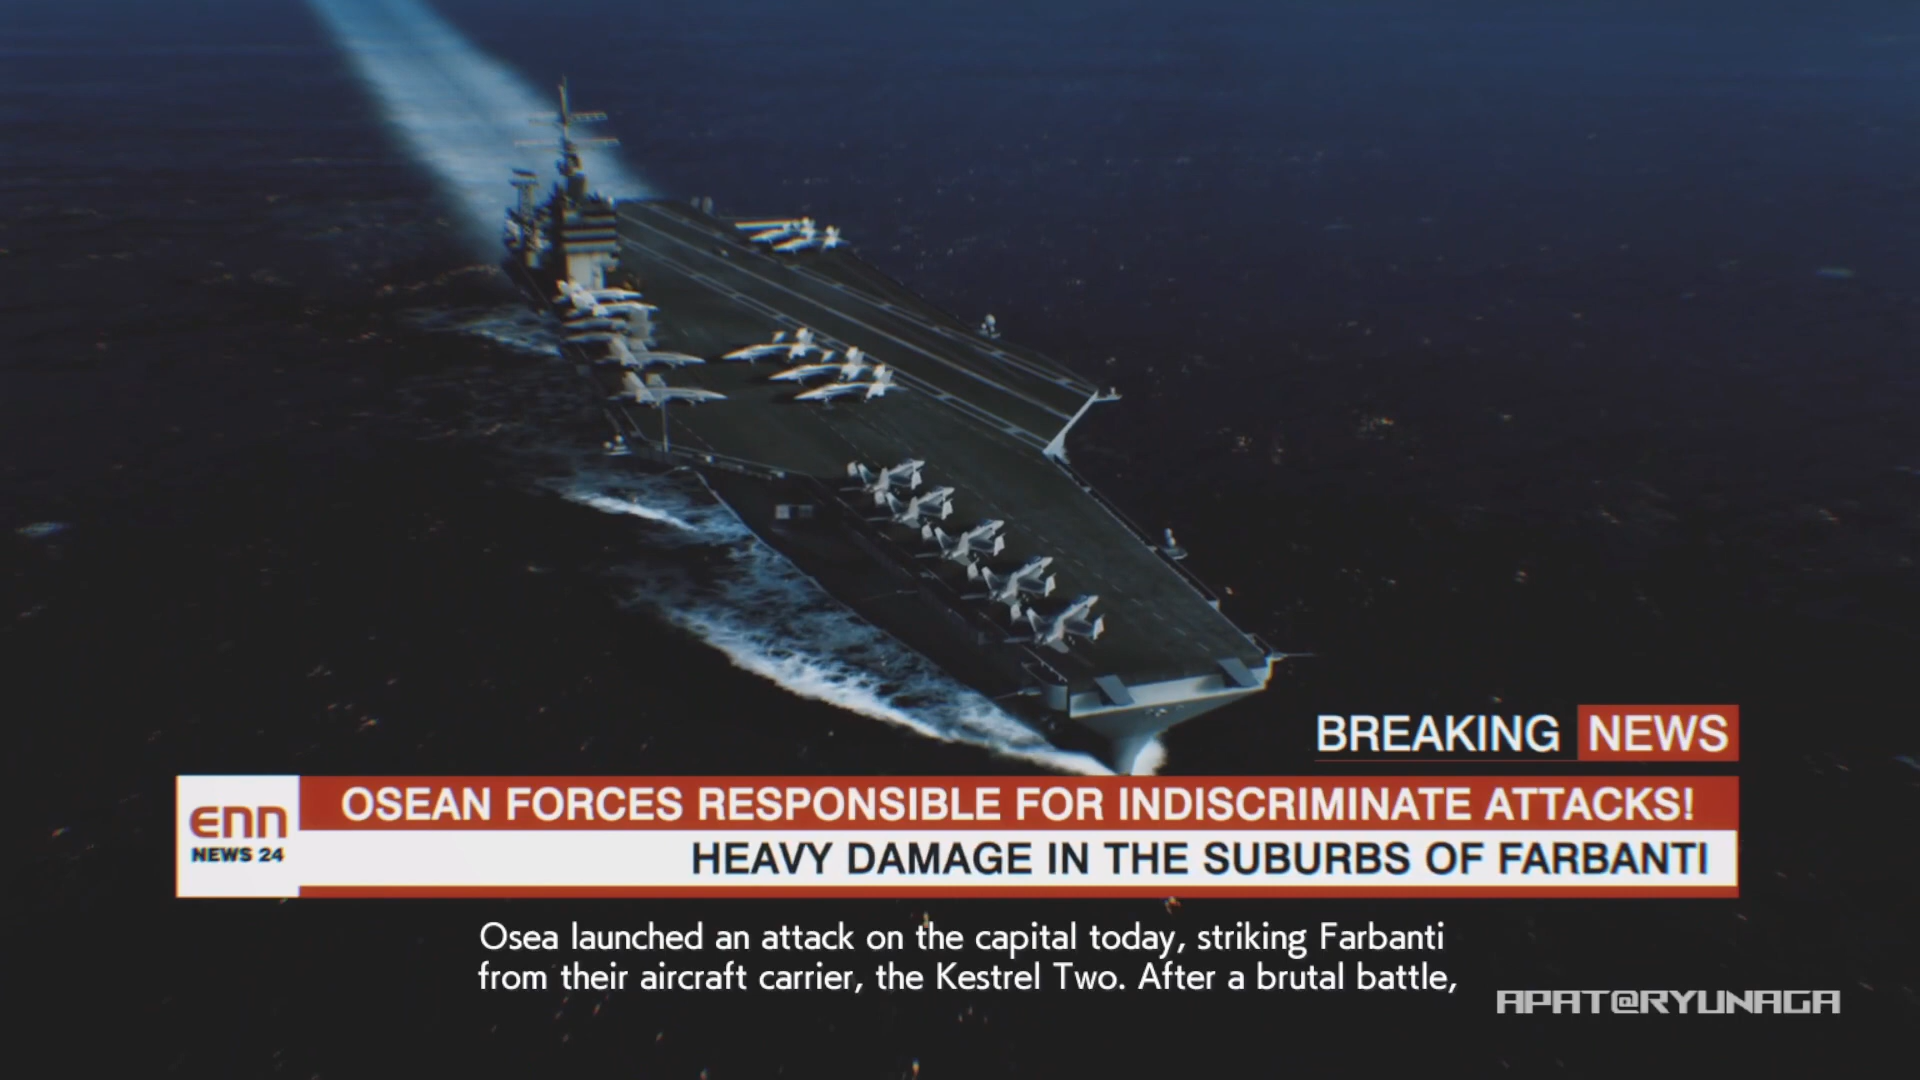 BREAKING NEWS
enn
NEWS 24
OSEAN FORCES RESPONSIBLE FOR INDISCRIMINATE ATTACKS!
HEAVY DAMAGE IN THE SUBURBS OF FARBANTI
Osea launched an attack on the capital today, striking Farbanti
from their aircraft carrier, the Kestrel Two. After a brutal battle,
APAT@RYUNAGA